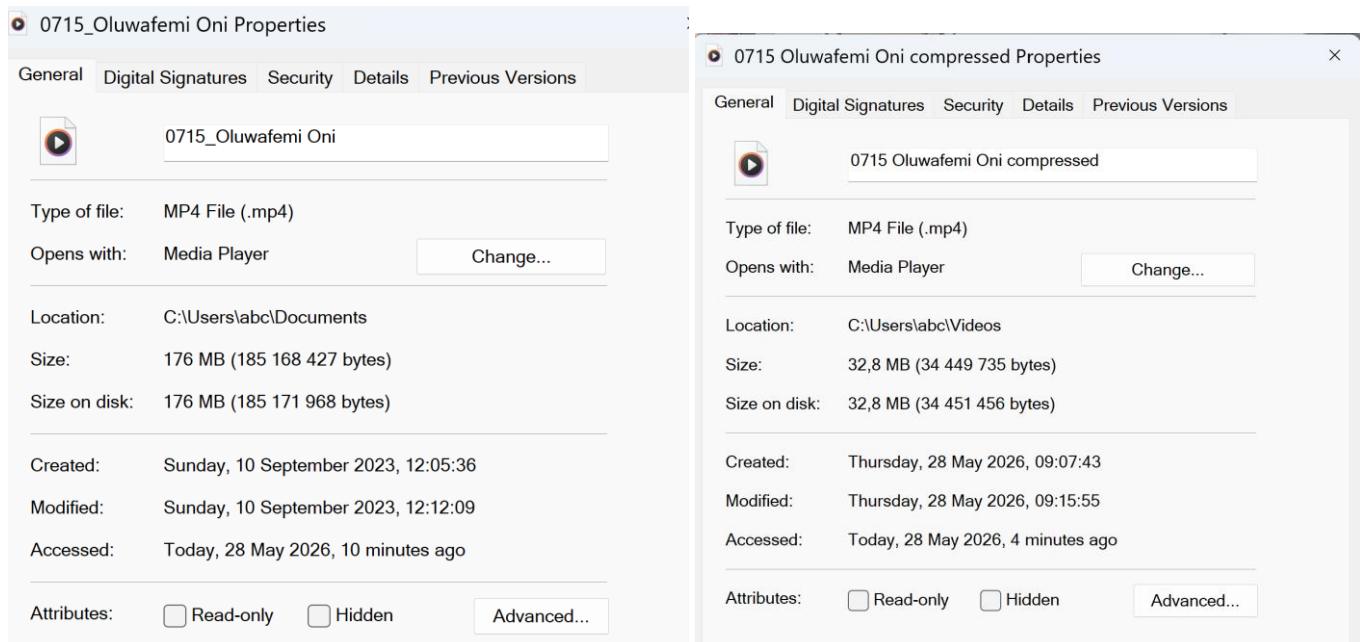 0715_Oluwafemi Oni Properties
General Digital Signatures Security Details Previous Versions
0715_Oluwafemi Oni
Type of file: MP4 File (.mp4)
Opens with: Media Player Change...
Location: C:\Users\abc\Documents
Size: 176 MB (185 168 427 bytes)
Size on disk: 176 MB (185 171 968 bytes)
Created: Sunday, 10 September 2023, 12:05:36
Modified: Sunday, 10 September 2023, 12:12:09
Accessed: Today, 28 May 2026, 10 minutes ago
Attributes: Read-only Hidden Advanced...
0715 Oluwafemi Oni compressed Properties
General Digital Signatures Security Details Previous Versions
0715 Oluwafemi Oni compressed
Type of file: MP4 File (.mp4)
Opens with: Media Player Change...
Location: C:\Users\abc\Videos
Size: 32,8 MB (34 449 735 bytes)
Size on disk: 32,8 MB (34 451 456 bytes)
Created: Thursday, 28 May 2026, 09:07:43
Modified: Thursday, 28 May 2026, 09:15:55
Accessed: Today, 28 May 2026, 4 minutes ago
Attributes: Read-only Hidden Advanced...